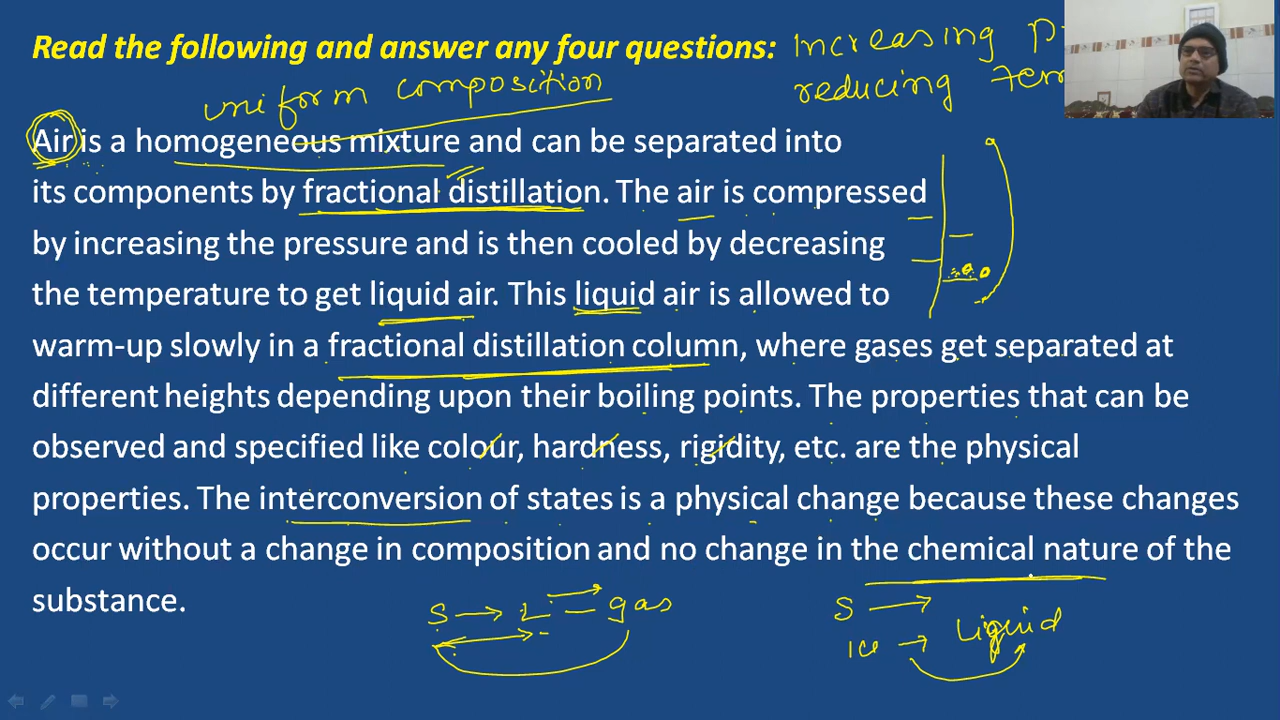 Read the following and answer any four questions:
Increasing
reducing
uniform composition
Air is a homogeneous mixture and can be separated into
its components by fractional distillation. The air is compressed
by increasing the pressure and is then cooled by decreasing
the temperature to get liquid air. This liquid air is allowed to
warm-up slowly in a fractional distillation column, where gases get separated at
different heights depending upon their boiling points. The properties that can be
observed and specified like colour, hardness, rigidity, etc. are the physical
properties. The interconversion of states is a physical change because these changes
occur without a change in composition and no change in the chemical nature of the
substance.
S → L – gas
S →
Ice → Liquid